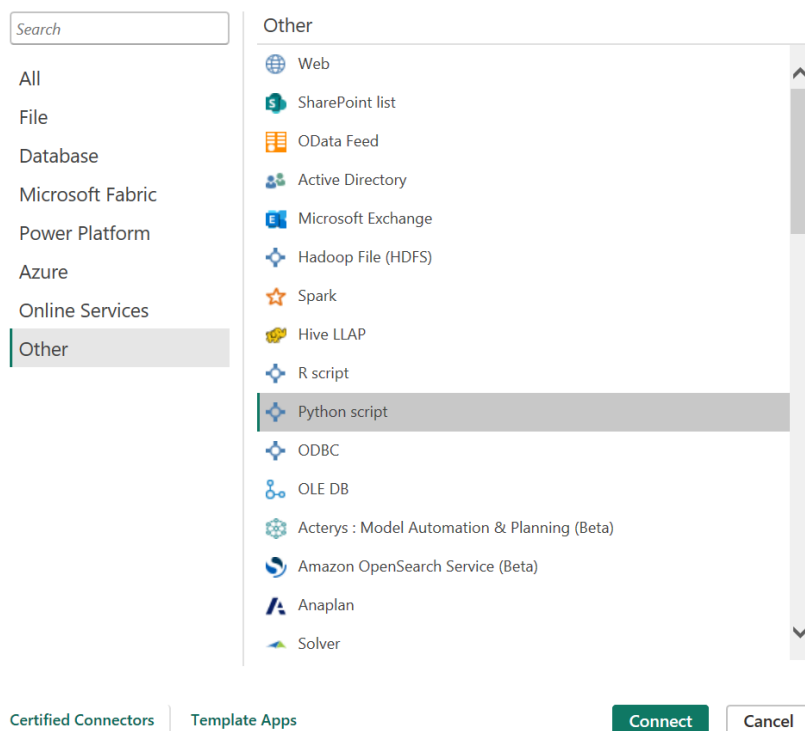 Search
All
File
Database
Microsoft Fabric
Power Platform
Azure
Online Services
Other
Other
Web
SharePoint list
OData Feed
Active Directory
Microsoft Exchange
Hadoop File (HDFS)
Spark
Hive LLAP
R script
Python script
ODBC
OLE DB
Acterys : Model Automation & Planning (Beta)
Amazon OpenSearch Service (Beta)
Anaplan
Solver
Certified Connectors
Template Apps
Connect
Cancel